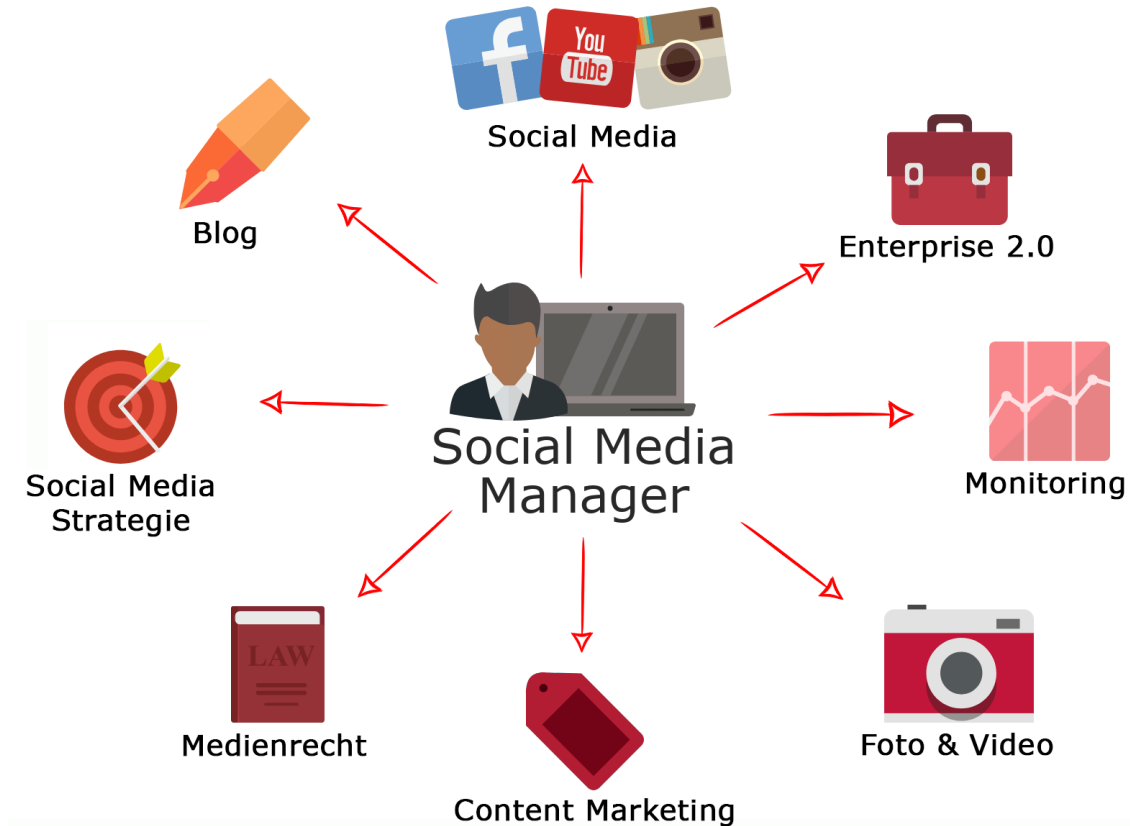 You
Tube
Social Media
Blog
Enterprise 2.0
Social Media
Manager
Social Media
Strategie
Monitoring
LAW
Medienrecht
Foto & Video
Content Marketing